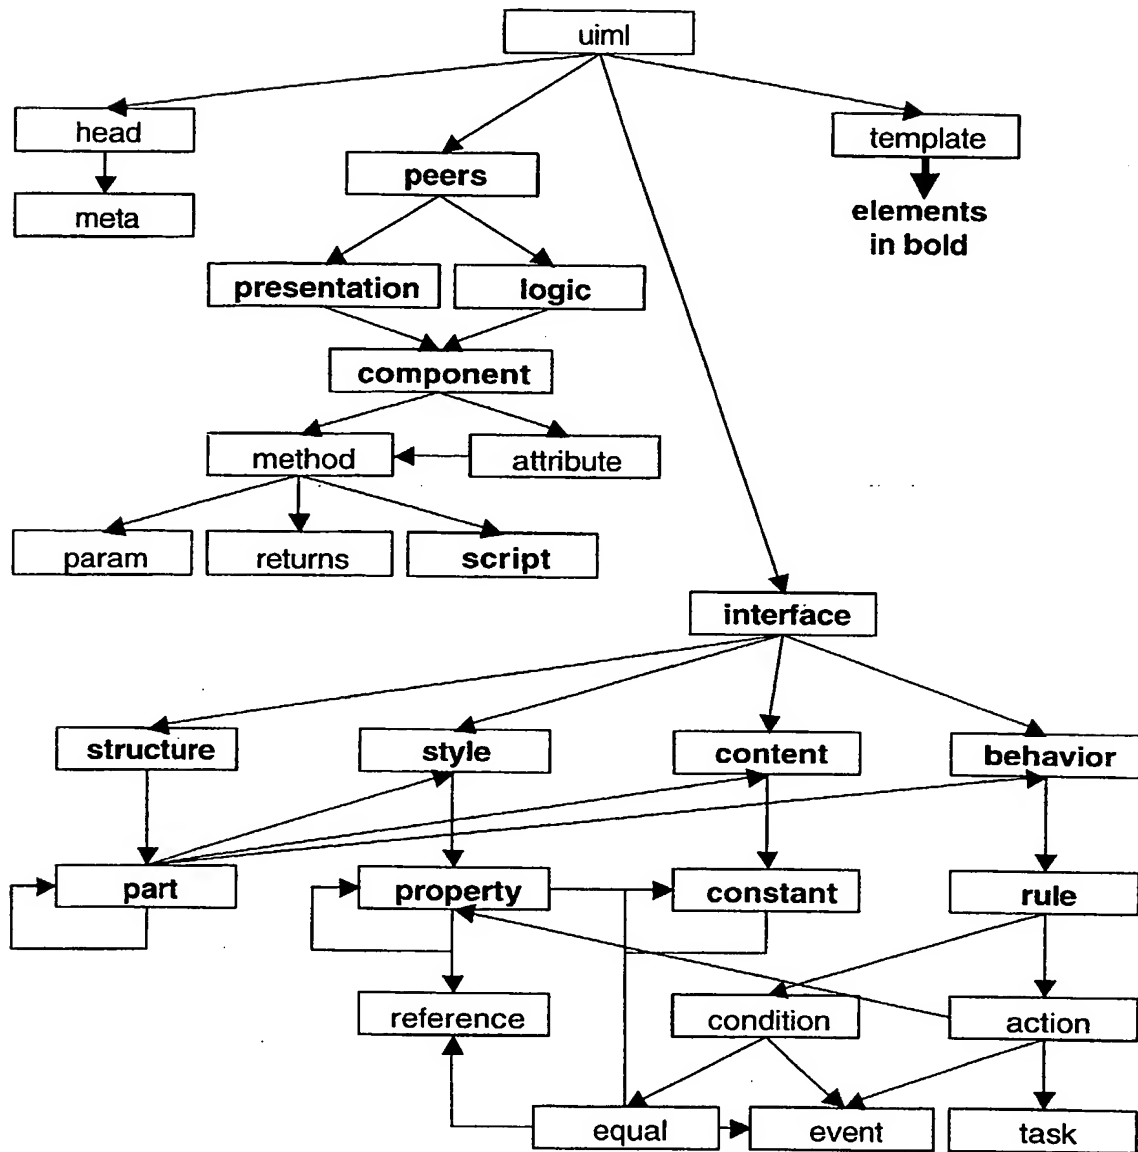 uiml
head
template
peers
meta
elements
in bold
presentation
logic
component
method
attribute
param
returns
script
interface
structure
style
content
behavior
part
property
constant
rule
reference
condition
action
equal
event
task